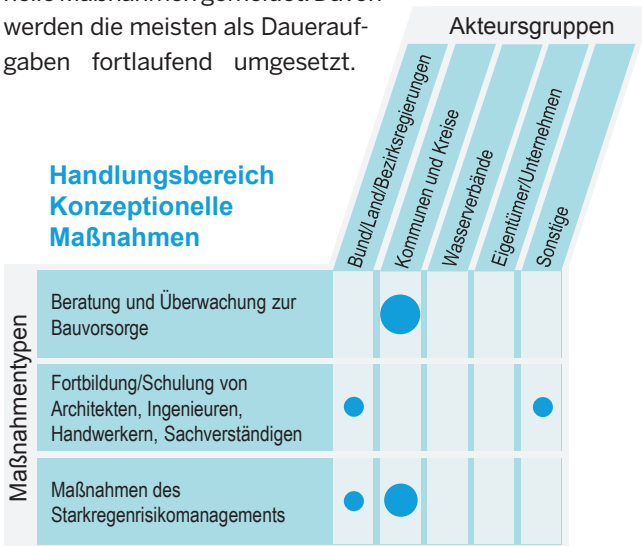 werden die meisten als Dauerauf-
gaben fortlaufend umgesetzt.
Akteursgruppen
Bund/Land/Bezirksregierungen
Kommunen und Kreise
Wasserverbände
Eigentümer/Unternehmen
Sonstige
Handlungsbereich
Konzeptionelle
Maßnahmen
Maßnahmentypen
Beratung und Überwachung zur
Bauvorsorge
Fortbildung/Schulung von
Architekten, Ingenieuren,
Handwerkern, Sachverständigen
Maßnahmen des
Starkregenrisikomanagements